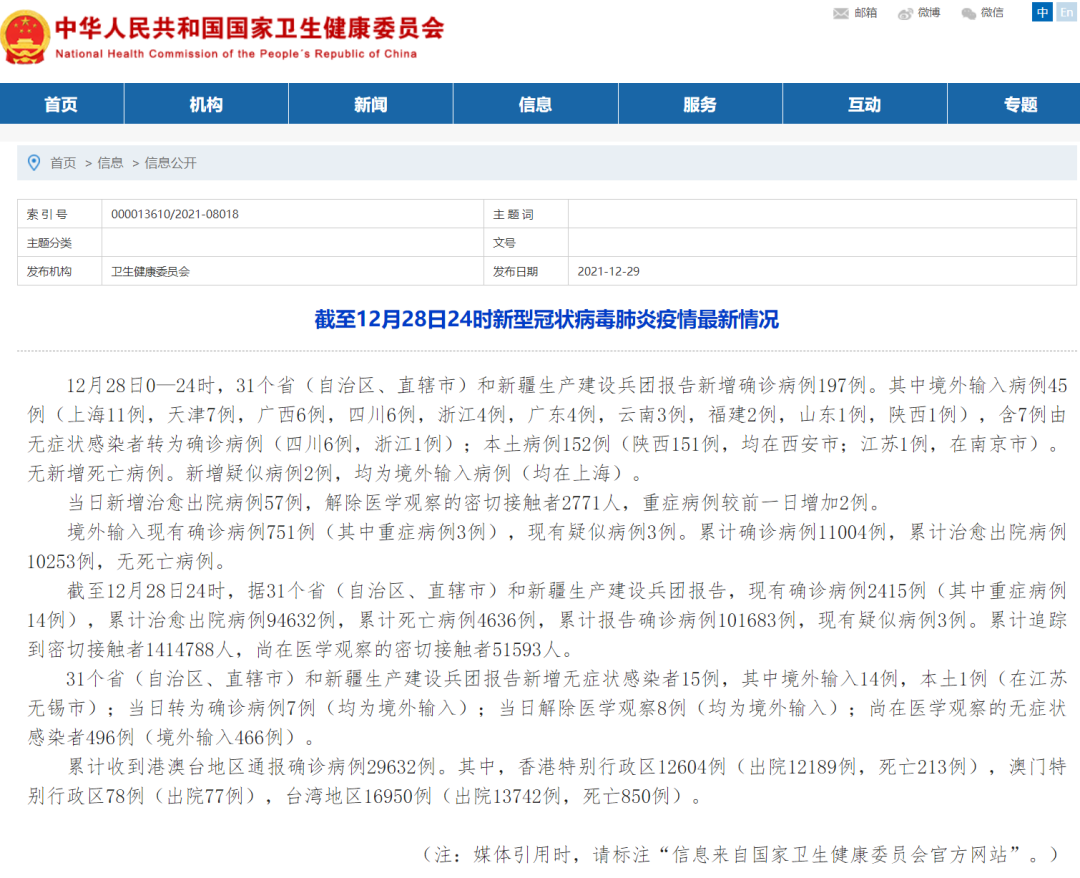 中华人民共和国国家卫生健康委员会
National Health Commission of the People's Republic of China
邮箱 微博 微信 中 En
首页 机构 新闻 信息 服务 互动 专题
首页 > 信息 > 信息公开
索 引 号 000013610/2021-08018 主 题 词
主题分类 文号
发布机构 卫生健康委员会 发布日期 2021-12-29
截至12月28日24时新型冠状病毒肺炎疫情最新情况
12月28日0—24时，31个省（自治区、直辖市）和新疆生产建设兵团报告新增确诊病例197例。其中境外输入病例45
例（上海11例，天津7例，广西6例，四川6例，浙江4例，广东4例，云南3例，福建2例，山东1例，陕西1例），含7例由
无症状感染者转为确诊病例（四川6例，浙江1例）；本土病例152例（陕西151例，均在西安市；江苏1例，在南京市）。
无新增死亡病例。新增疑似病例2例，均为境外输入病例（均在上海）。
当日新增治愈出院病例57例，解除医学观察的密切接触者2771人，重症病例较前一日增加2例。
境外输入现有确诊病例751例（其中重症病例3例），现有疑似病例3例。累计确诊病例11004例，累计治愈出院病例
10253例，无死亡病例。
截至12月28日24时，据31个省（自治区、直辖市）和新疆生产建设兵团报告，现有确诊病例2415例（其中重症病例
14例），累计治愈出院病例94632例，累计死亡病例4636例，累计报告确诊病例101683例，现有疑似病例3例。累计追踪
到密切接触者1414788人，尚在医学观察的密切接触者51593人。
31个省（自治区、直辖市）和新疆生产建设兵团报告新增无症状感染者15例，其中境外输入14例，本土1例（在江苏
无锡市）；当日转为确诊病例7例（均为境外输入）；当日解除医学观察8例（均为境外输入）；尚在医学观察的无症状
感染者496例（境外输入466例）。
累计收到港澳台地区通报确诊病例29632例。其中，香港特别行政区12604例（出院12189例，死亡213例），澳门特
别行政区78例（出院77例），台湾地区16950例（出院13742例，死亡850例）。
（注：媒体引用时，请标注“信息来自国家卫生健康委员会官方网站”。）